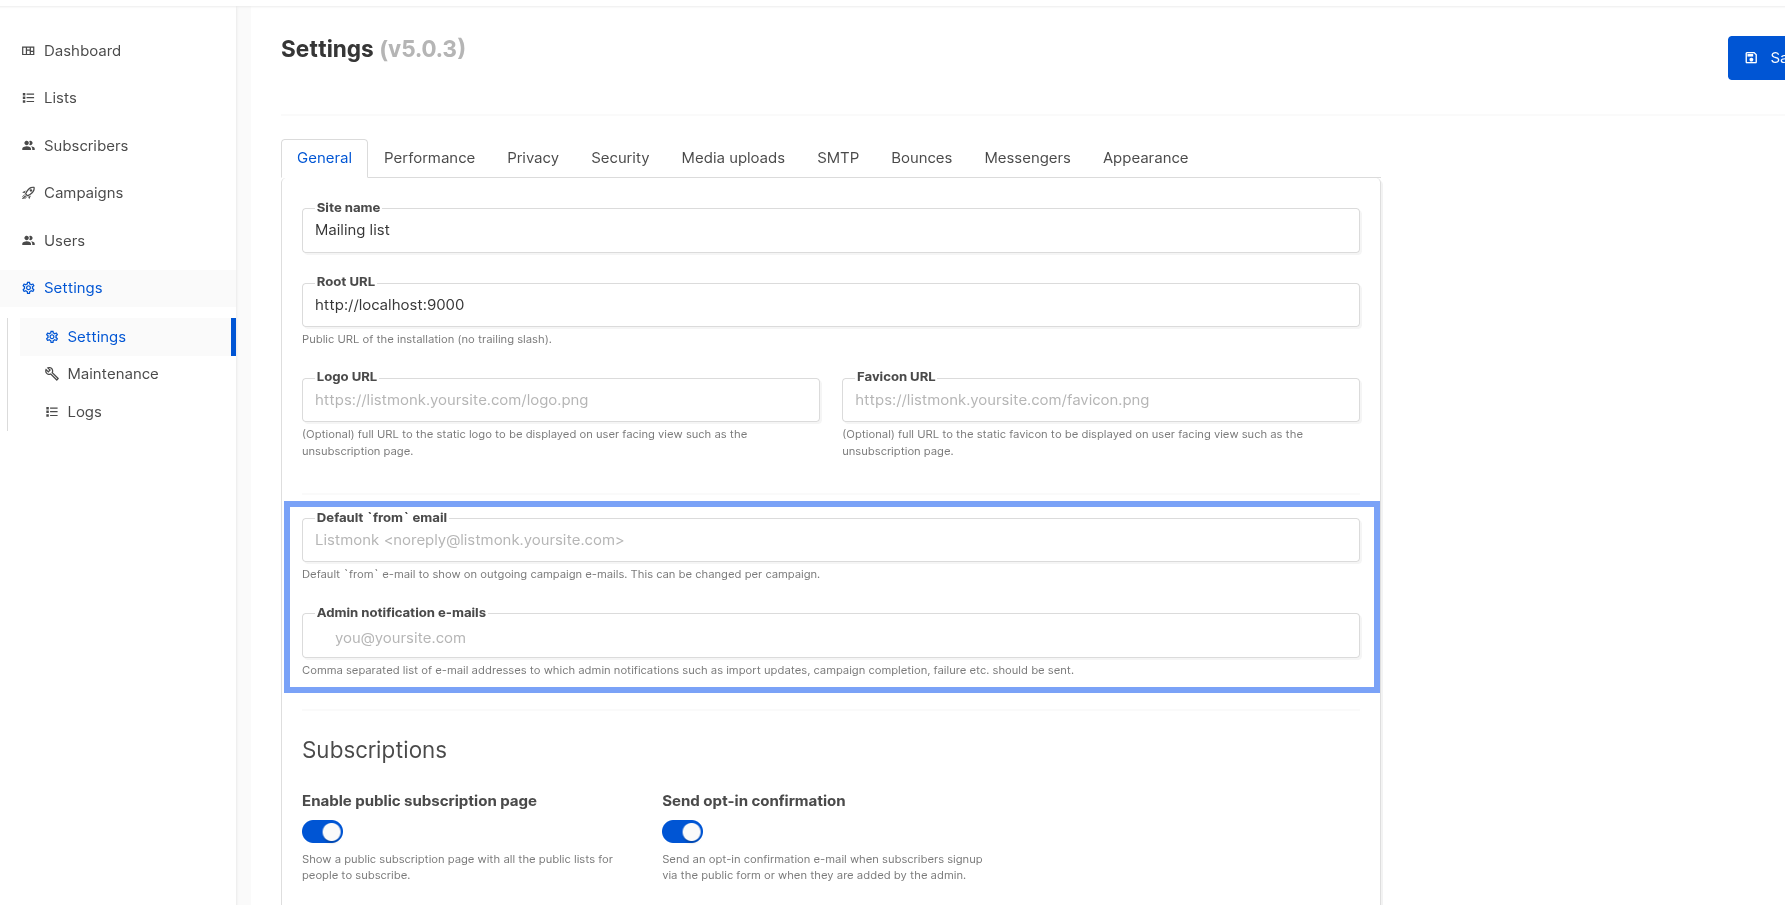 Dashboard
Lists
Subscribers
Campaigns
Users
Settings
Settings
Maintenance
Logs
Settings (v5.0.3)
General Performance Privacy Security Media uploads SMTP Bounces Messengers Appearance
Site name
Mailing list
Root URL
http://localhost:9000
Public URL of the installation (no trailing slash).
Logo URL
https://listmonk.yoursite.com/logo.png
(Optional) full URL to the static logo to be displayed on user facing view such as the
unsubscription page.
Favicon URL
https://listmonk.yoursite.com/favicon.png
(Optional) full URL to the static favicon to be displayed on user facing view such as the
unsubscription page.
Default `from` email
Listmonk <noreply@listmonk.yoursite.com>
Default `from` e-mail to show on outgoing campaign e-mails. This can be changed per campaign.
Admin notification e-mails
you@yoursite.com
Comma separated list of e-mail addresses to which admin notifications such as import updates, campaign completion, failure etc. should be sent.
Subscriptions
Enable public subscription page
Show a public subscription page with all the public lists for
people to subscribe.
Send opt-in confirmation
Send an opt-in confirmation e-mail when subscribers signup
via the public form or when they are added by the admin.